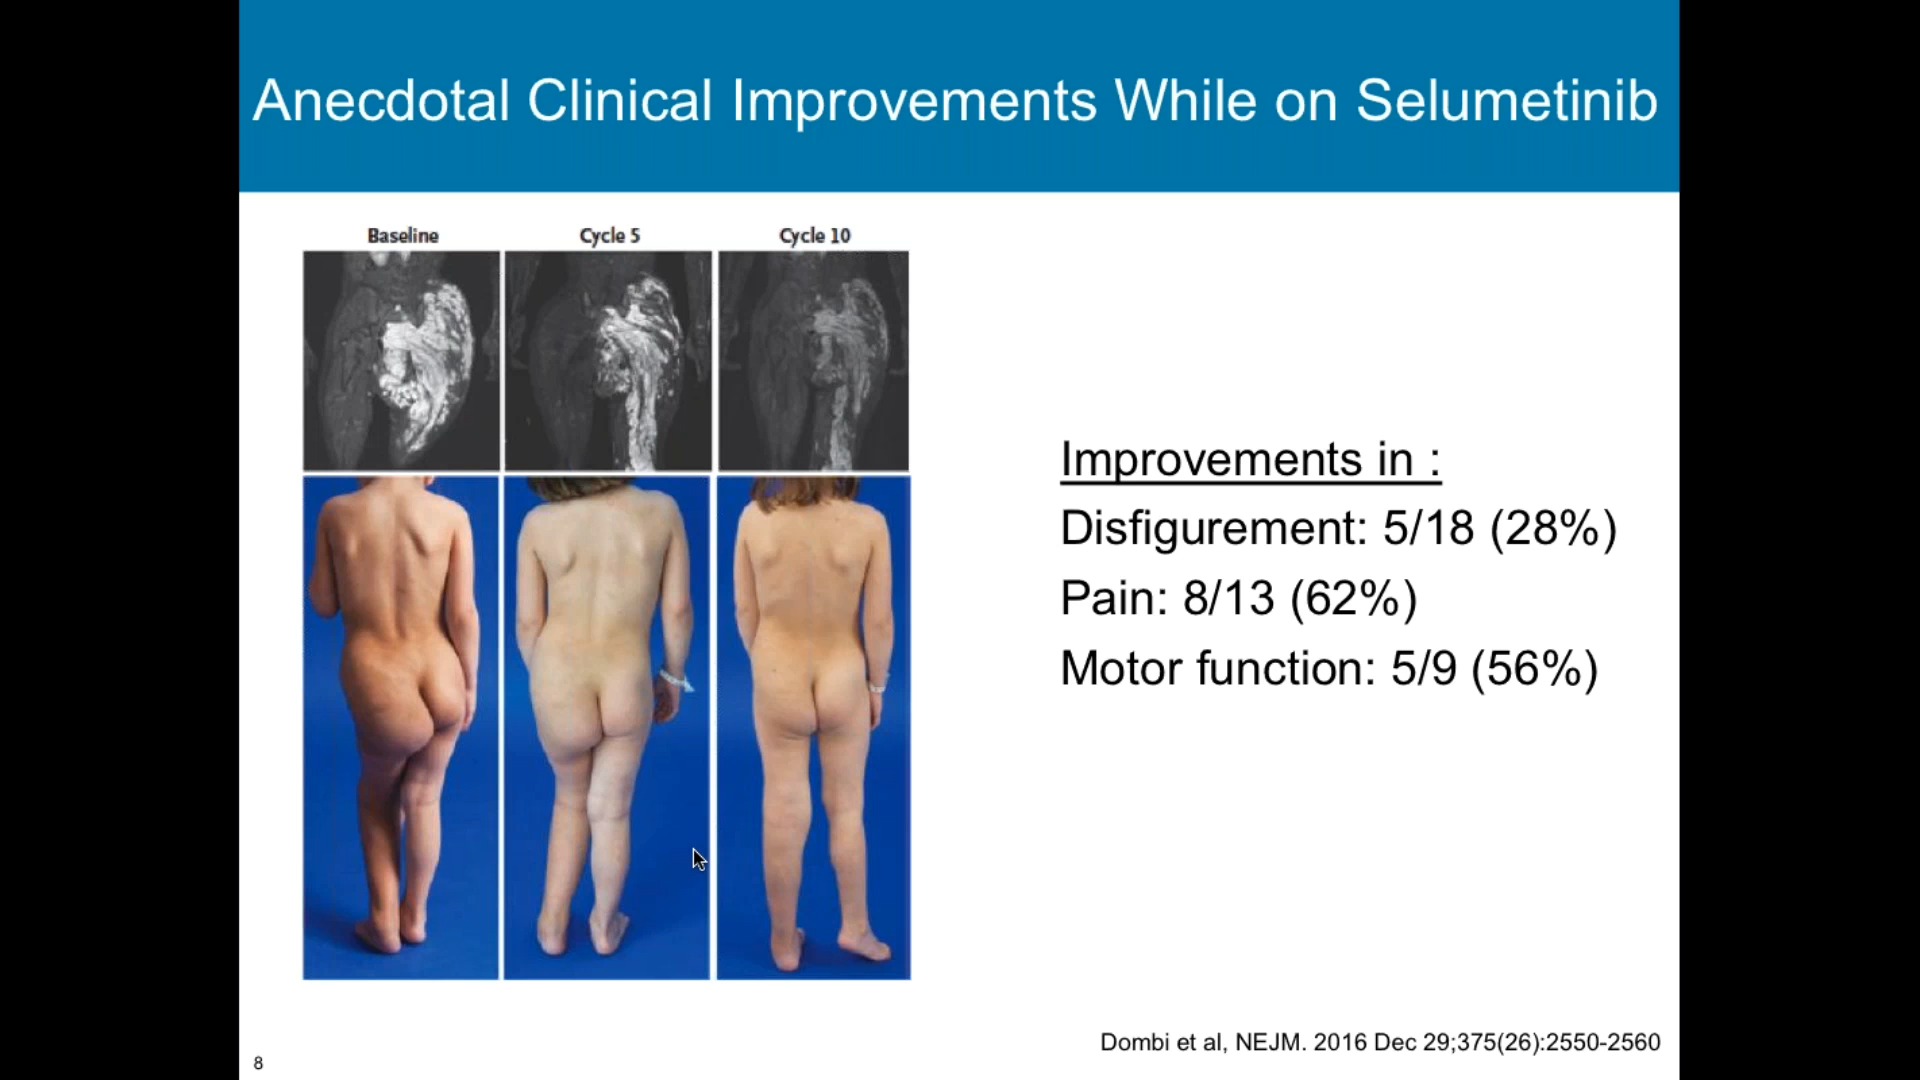 Anecdotal Clinical Improvements While on Selumetinib
Baseline
Cycle 5
Cycle 10
Improvements in :
Disfigurement: 5/18 (28%)
Pain: 8/13 (62%)
Motor function: 5/9 (56%)
Dombi et al, NEJM. 2016 Dec 29;375(26):2550-2560
8